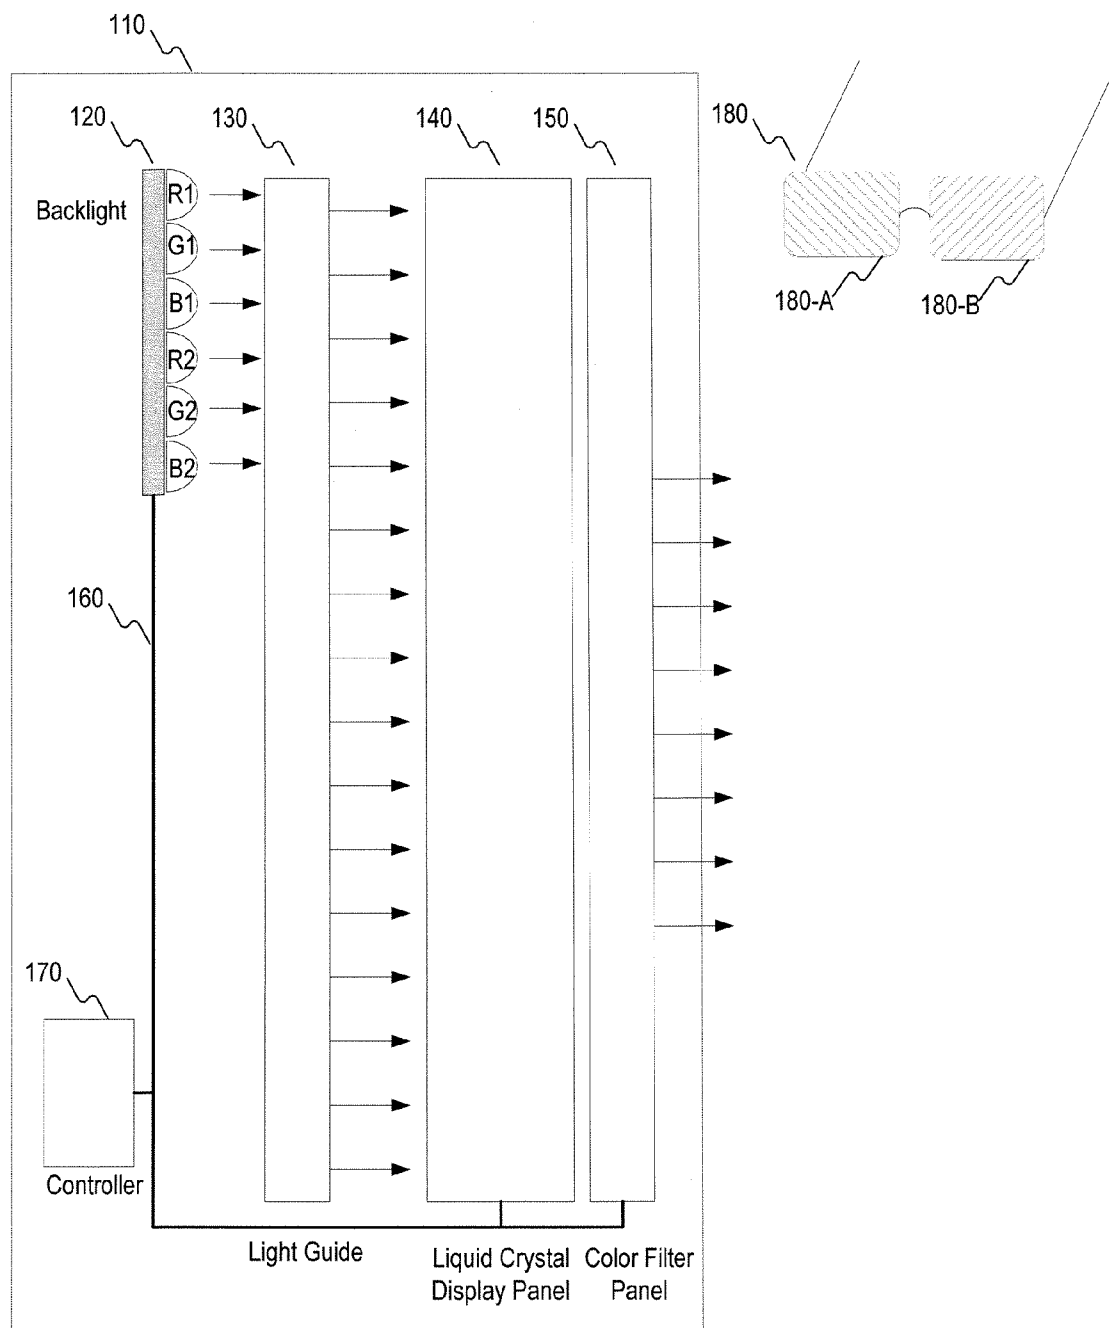 110
120
130
140
150
180
R1
Backlight
G1
B1
R2
G2
B2
180-A
180-B
160
170
Controller
Light Guide
Liquid Crystal
Display Panel
Color Filter
Panel